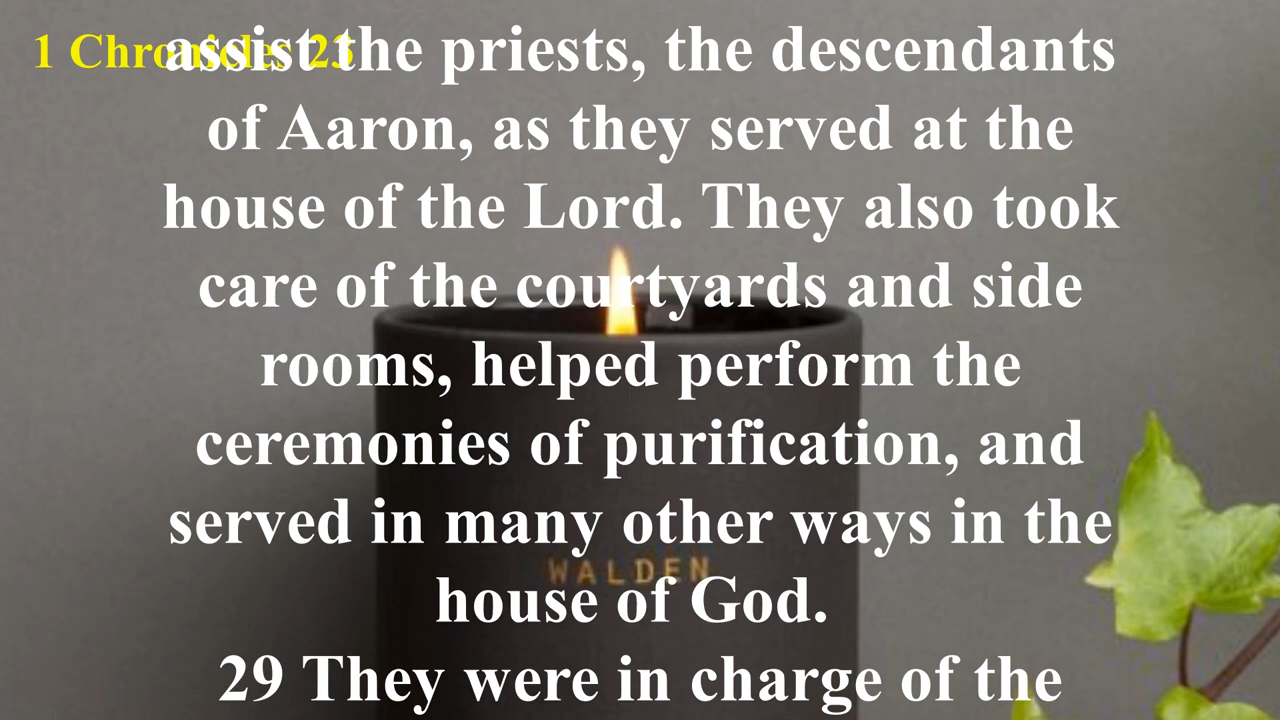 1 Chronicles 23
assist the priests, the descendants
of Aaron, as they served at the
house of the Lord. They also took
care of the courtyards and side
rooms, helped perform the
ceremonies of purification, and
served in many other ways in the
WALDEN
house of God.
29 They were in charge of the